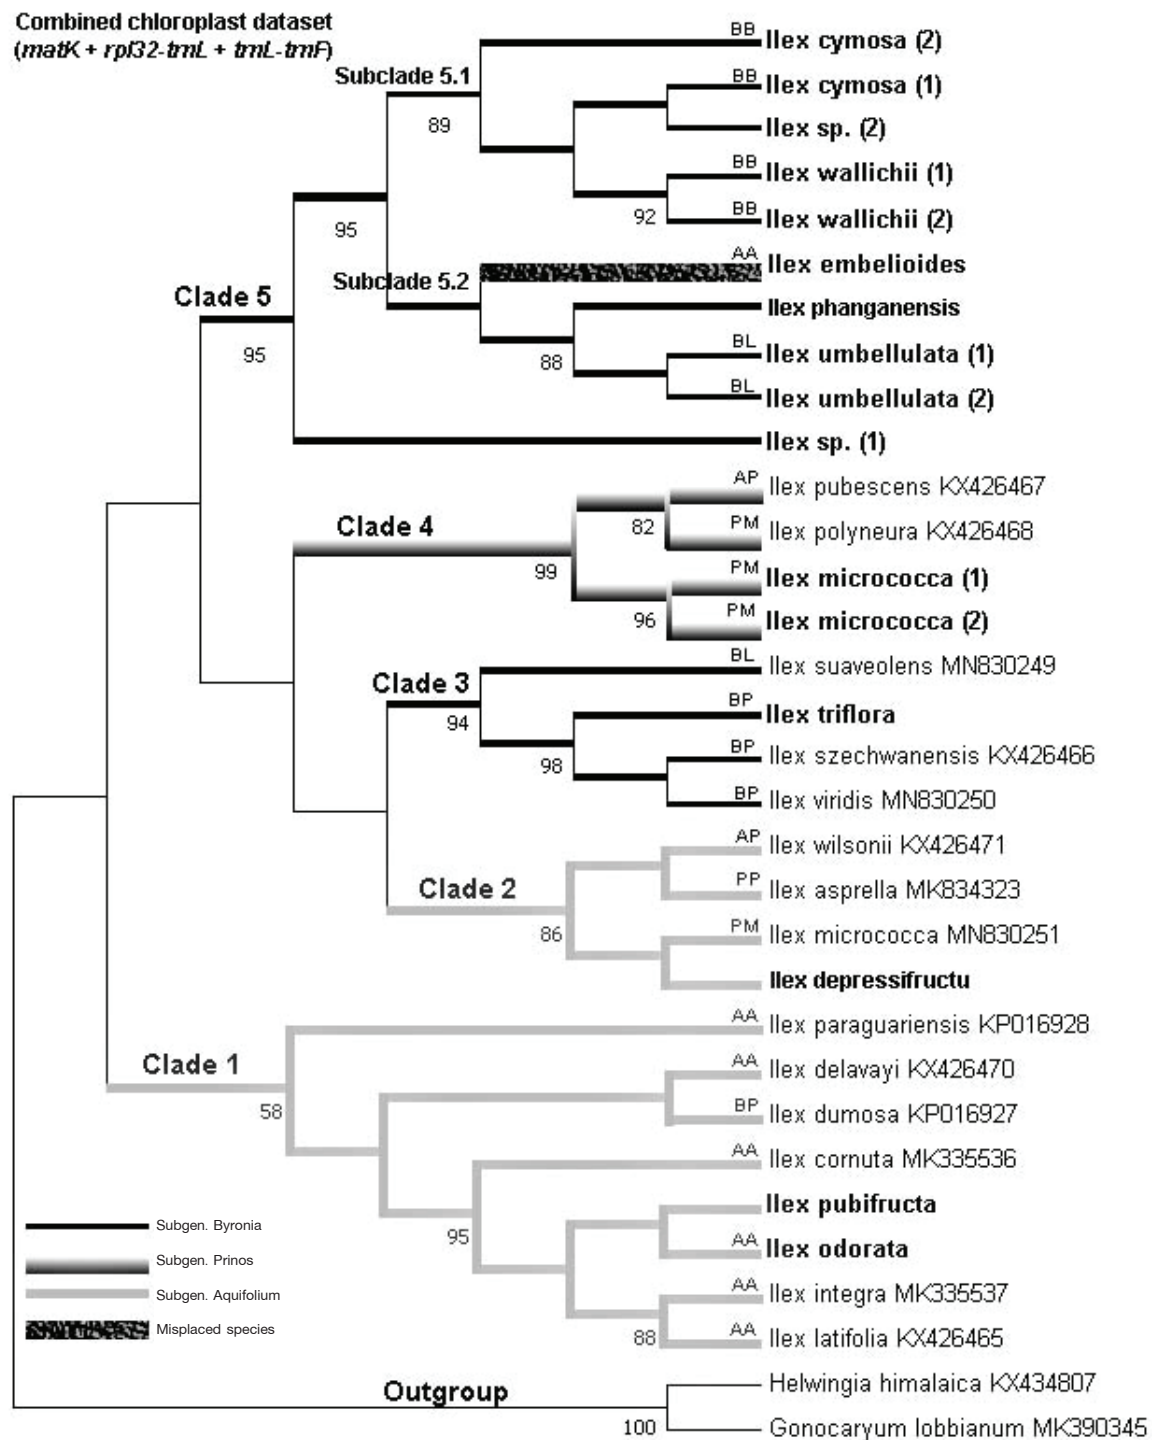 Combined chloroplast dataset
(matK + rpl32-trnL + trnL-trnF)
BB Ilex cymosa (2)
Subclade 5.1
BB Ilex cymosa (1)
89
Ilex sp. (2)
BB Ilex wallichii (1)
92
BB Ilex wallichii (2)
95
AA Ilex embelioides
Subclade 5.2
Clade 5
Ilex phanganensis
95
88
BL Ilex umbellulata (1)
BL Ilex umbellulata (2)
Ilex sp. (1)
AP Ilex pubescens KX426467
Clade 4
82
PM Ilex polyneura KX426468
99
PM Ilex micrococca (1)
96
PM Ilex micrococca (2)
BL Ilex suaveolens MN830249
Clade 3
94
BP Ilex triflora
98
BP Ilex szechwanensis KX426466
BP Ilex viridis MN830250
AP Ilex wilsonii KX426471
Clade 2
PP Ilex asprella MK834323
86
PM Ilex micrococca MN830251
Ilex depressifructu
AA Ilex paraguariensis KP016928
Clade 1
AA Ilex delavayi KX426470
58
BP Ilex dumosa KP016927
AA Ilex cornuta MK335536
Ilex pubifructa
95
AA Ilex odorata
AA Ilex integra MK335537
88
AA Ilex latifolia KX426465
Subgen. Byronia
Subgen. Prinos
Subgen. Aquifolium
Misplaced species
Outgroup
Helwingia himalaica KX434807
100
Gonocaryum lobbianum MK390345